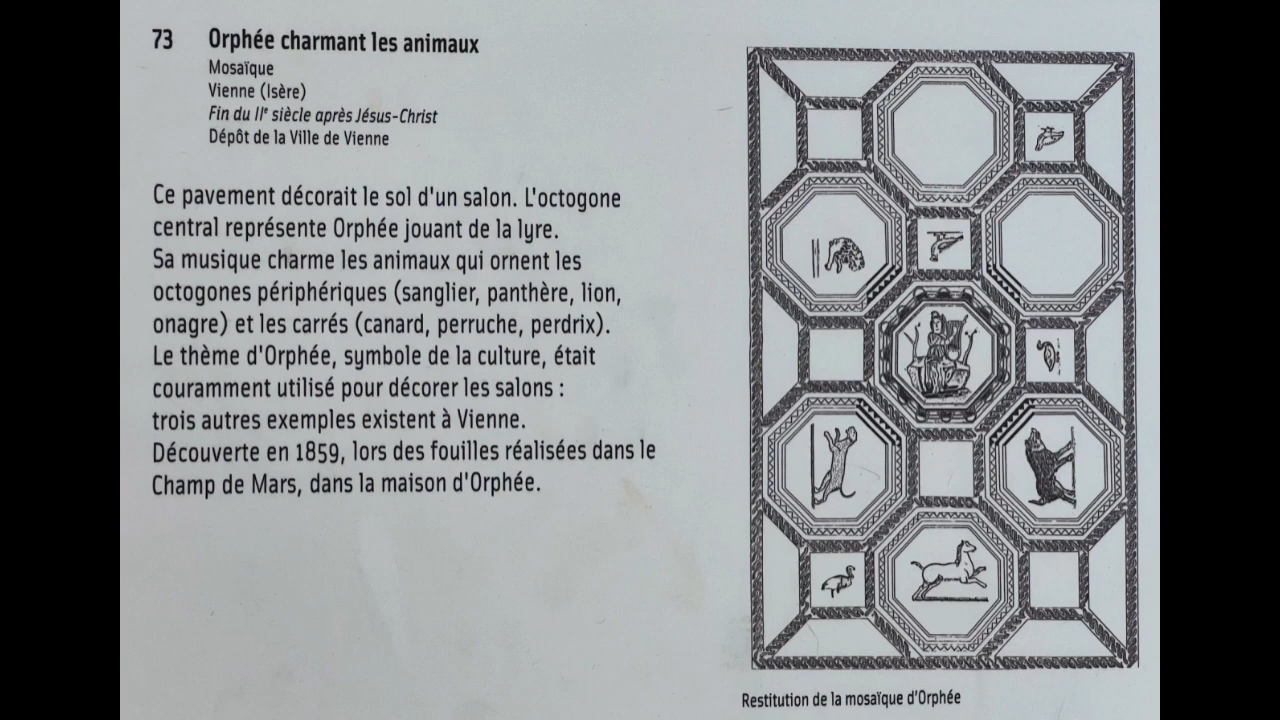 73 Orphée charmant les animaux
Mosaïque
Vienne (Isère)
Fin du IIe siècle après Jésus-Christ
Dépôt de la Ville de Vienne
Ce pavement décorait le sol d'un salon. L'octogone
central représente Orphée jouant de la lyre.
Sa musique charme les animaux qui ornent les
octogones périphériques (sanglier, panthère, lion,
onagre) et les carrés (canard, perruche, perdrix).
Le thème d'Orphée, symbole de la culture, était
couramment utilisé pour décorer les salons :
trois autres exemples existent à Vienne.
Découverte en 1859, lors des fouilles réalisées dans le
Champ de Mars, dans la maison d'Orphée.
Restitution de la mosaïque d'Orphée